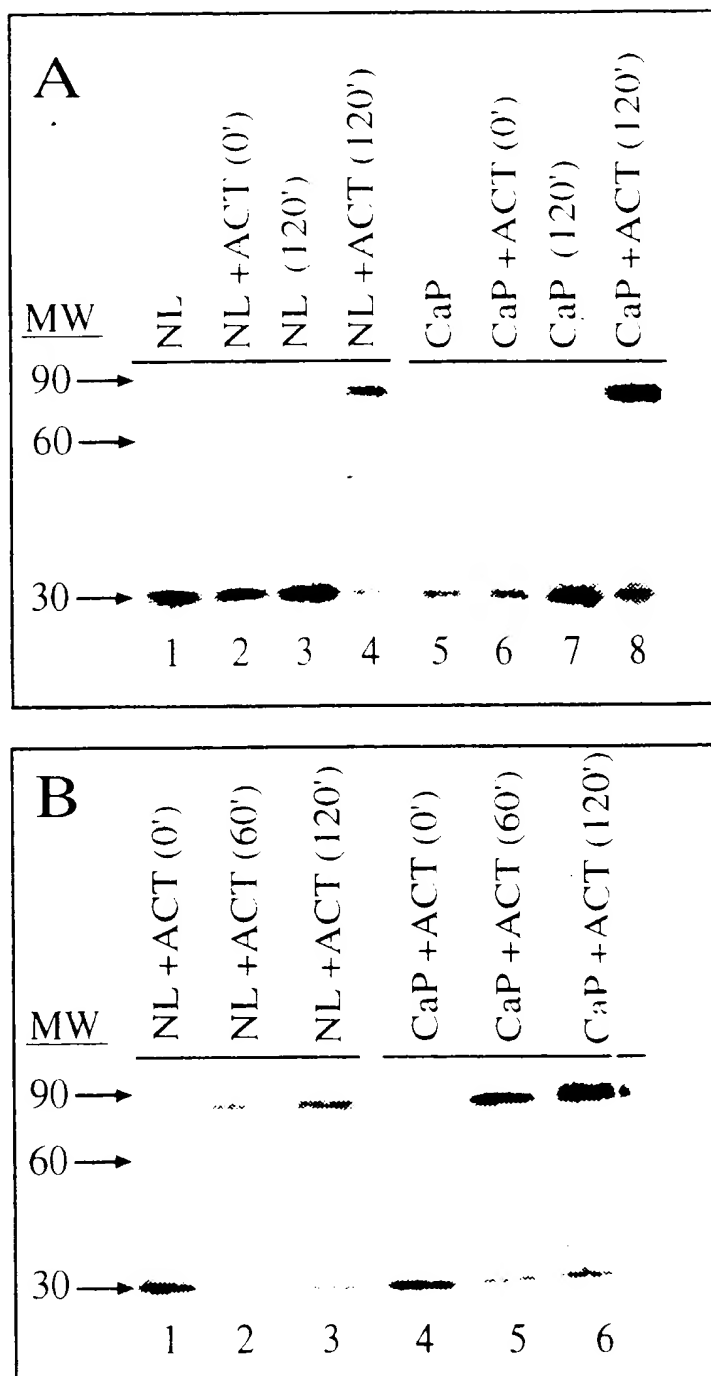 A
NL
NL +ACT (0')
NL (120')
NL +ACT (120')
CaP
CaP +ACT (0')
CaP (120')
CaP +ACT (120')
MW
90
60
30
1 2 3 4 5 6 7 8
B
NL +ACT (0')
NL +ACT (60')
NL +ACT (120')
CaP +ACT (0')
CaP +ACT (60')
CaP +ACT (120')
MW
90
60
30
1 2 3 4 5 6